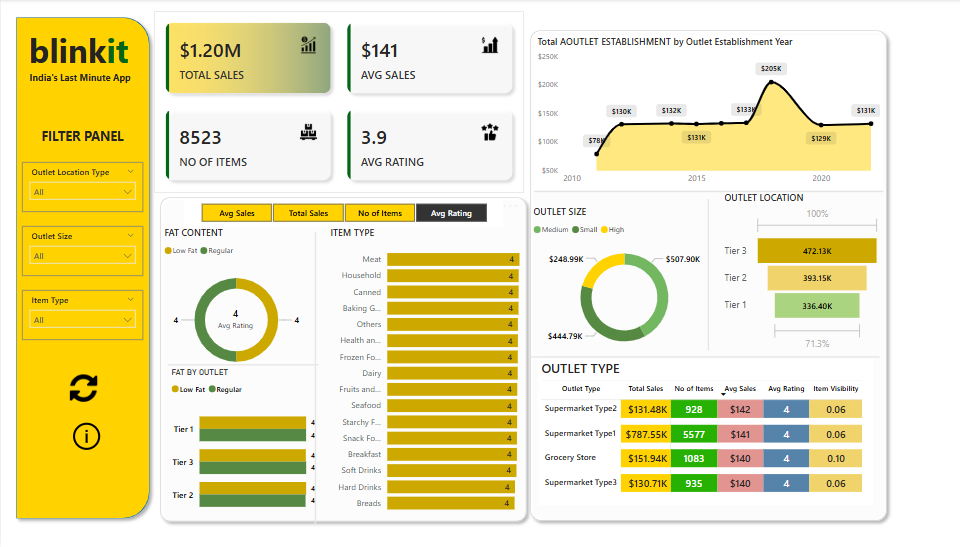 blinkit
India's Last Minute App
FILTER PANEL
Outlet Location Type
All
Outlet Size
All
Item Type
All
$1.20M
TOTAL SALES
$141
AVG SALES
8523
NO OF ITEMS
3.9
AVG RATING
Avg Sales
Total Sales
No of Items
Avg Rating
FAT CONTENT
Low Fat Regular
4
4
Avg Rating
4
FAT BY OUTLET
Low Fat Regular
Tier 1
4
4
Tier 3
4
4
Tier 2
4
4
ITEM TYPE
Meat 4
Household 4
Canned 4
Baking G... 4
Others 4
Health an... 4
Frozen Fo... 4
Dairy 4
Fruits and... 4
Seafood 4
Starchy F... 4
Snack Fo... 4
Breakfast 4
Soft Drinks 4
Hard Drinks 4
Breads 4
Total AOUTLET ESTABLISHMENT by Outlet Establishment Year
$250K
$200K
$150K
$100K
$50K
$78K
$130K
$132K
$131K
$133K
$205K
$129K
$131K
2010 2015 2020
OUTLET SIZE
Medium Small High
$248.99K
$507.90K
$444.79K
OUTLET LOCATION
100%
Tier 3 472.13K
Tier 2 393.15K
Tier 1 336.40K
71.3%
OUTLET TYPE
Outlet Type Total Sales No of Items Avg Sales Avg Rating Item Visibility
Supermarket Type2 $131.48K 928 $142 4 0.06
Supermarket Type1 $787.55K 5577 $141 4 0.06
Grocery Store $151.94K 1083 $140 4 0.10
Supermarket Type3 $130.71K 935 $140 4 0.06